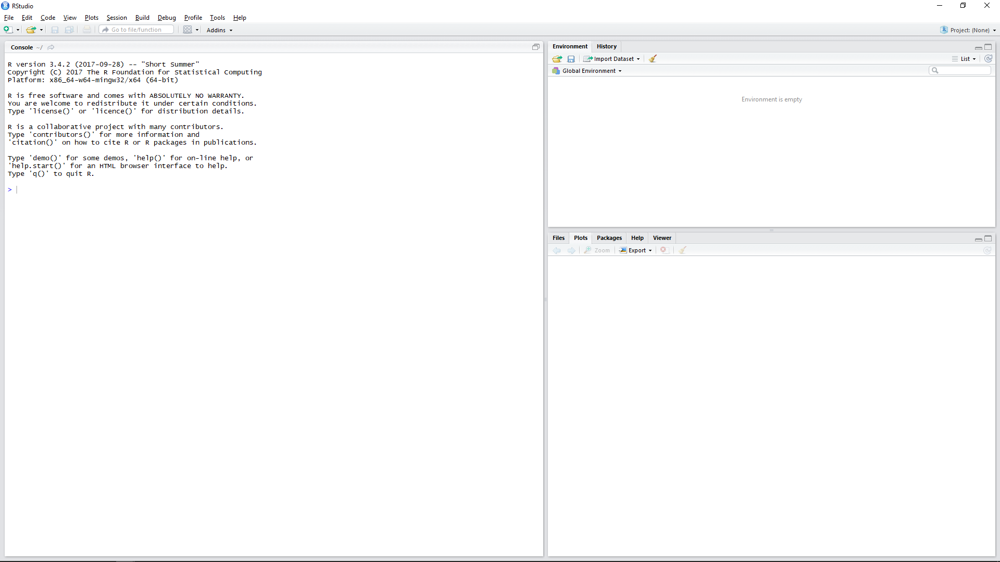 RStudio
File Edit Code View Plots Session Build Debug Profile Tools Help
Go to file/function Addins Project: (None)
Console ~/
R version 3.4.2 (2017-09-28) -- "Short Summer"
Copyright (C) 2017 The R Foundation for Statistical Computing
Platform: x86_64-w64-mingw32/x64 (64-bit)
R is free software and comes with ABSOLUTELY NO WARRANTY.
You are welcome to redistribute it under certain conditions.
Type 'license()' or 'licence()' for distribution details.
R is a collaborative project with many contributors.
Type 'contributors()' for more information and
'citation()' on how to cite R or R packages in publications.
Type 'demo()' for some demos, 'help()' for on-line help, or
'help.start()' for an HTML browser interface to help.
Type 'q()' to quit R.
>
Environment History
Import Dataset List
Global Environment
Environment is empty
Files Plots Packages Help Viewer
Zoom Export